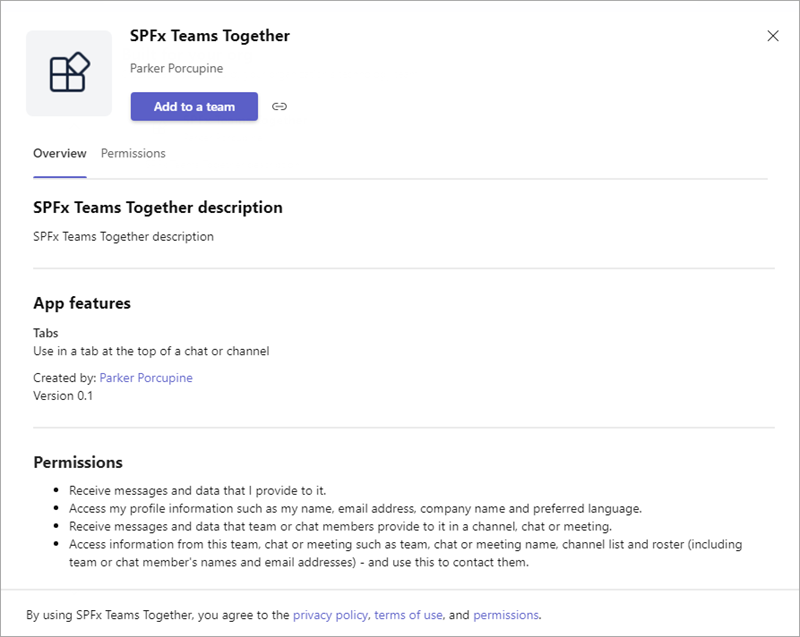 SPFx Teams Together
Parker Porcupine
Add to a team
Overview Permissions
SPFx Teams Together description
SPFx Teams Together description
App features
Tabs
Use in a tab at the top of a chat or channel
Created by: Parker Porcupine
Version 0.1
Permissions
• Receive messages and data that I provide to it.
• Access my profile information such as my name, email address, company name and preferred language.
• Receive messages and data that team or chat members provide to it in a channel, chat or meeting.
• Access information from this team, chat or meeting such as team, chat or meeting name, channel list and roster (including
team or chat member's names and email addresses) - and use this to contact them.
By using SPFx Teams Together, you agree to the privacy policy, terms of use, and permissions.